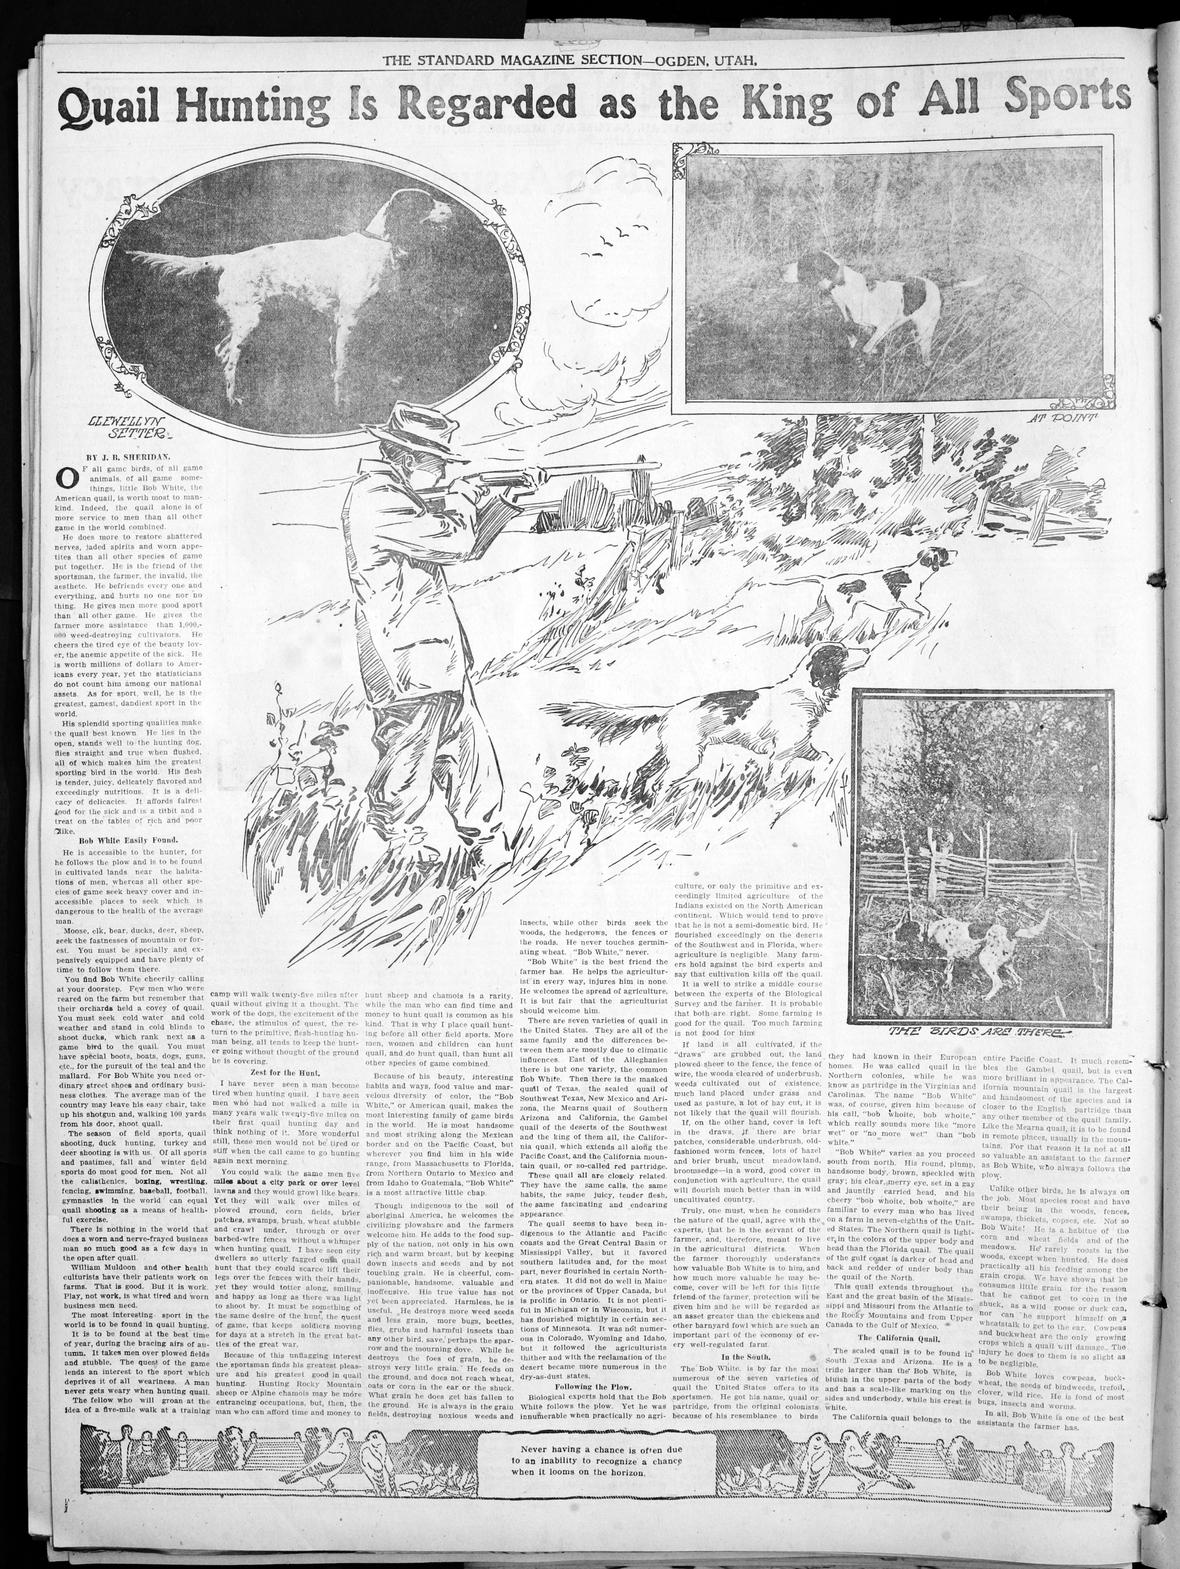 THE STANDARD MAGAZINE SECTION—OGDEN, UTAH,
Quail Hunting Is Regarded as the King of All Sports
LLEWELLYN
SETTER
AT POINT
BY J. B. SHERIDAN.
OF all game birds, of all game
animals, of all game some-
things, little Bob White, the
American quail, is worth most to man-
kind. Indeed, the quail alone is of
more service to men than all other
game in the world combined.
He does more to restore shattered
nerves, jaded spirits and worn appe-
tites than all other species of game
put together. He is the friend of the
sportsman, the farmer, the invalid, the
aesthete. He befriends every one and
everything, and hurts no one nor no
thing. He gives men more good sport
than all other game. He gives the
farmer more assistance than 1,000,-
000 weed-destroying cultivators. He
cheers the tired eye of the beauty lov-
er, the anemic appetite of the sick. He
is worth millions of dollars to Amer-
icans every year, yet the statisticians
do not count him among our national
assets. As for sport, well, he is the
greatest, gamest, dandiest sport in the
world.
His splendid sporting qualities make
the quail best known. He lies in the
open, stands well to the hunting dog,
flies straight and true when flushed,
all of which makes him the greatest
sporting bird in the world. His flesh
is tender, juicy, delicately flavored and
exceedingly nutritious. It is a deli-
cacy of delicacies. It affords fairest
food for the sick and is a titbit and a
treat on the tables of rich and poor
alike.
Bob White Easily Found.
He is accessible to the hunter, for
he follows the plow and is to be found
in cultivated lands near the habita-
tions of men, whereas all other spe-
cies of game seek heavy cover and in-
accessible places to seek which is
dangerous to the health of the average
man.
Moose, elk, bear, ducks, deer, sheep,
seek the fastnesses of mountain or for-
est. You must be specially and ex-
pensively equipped and have plenty of
time to follow them there.
You find Bob White cheerily calling
at your doorstep. Few men who were
reared on the farm but remember that
their orchards held a covey of quail.
You must seek cold water and cold
weather and stand in cold blinds to
shoot ducks, which rank next as a
game bird to the quail. You must
have special boots, boats, dogs, guns,
etc., for the pursuit of the teal and the
mallard. For Bob White you need or-
dinary street shoes and ordinary busi-
ness clothes. The average man of the
country may leave his easy chair, take
up his shotgun and, walking 100 yards
from his door, shoot quail.
The season of field sports, quail
shooting, duck hunting, turkey and
deer shooting is with us. Of all sports
and pastimes, fall and winter field
sports do most good for men. Not all
the calisthenics, boxing, wrestling,
fencing, swimming, baseball, football,
gymnastics in the world can equal
quail shooting as a means of health-
ful exercise.
There is nothing in the world that
does a worn and nerve-frayed business
man so much good as a few days in
the open after quail.
William Muldoon and other health
culturists have their patients work on
farms. That is good. But it is work.
Play, not work, is what tired and worn
business men need.
The most interesting sport in the
world is to be found in quail hunting.
It is to be found at the best time
of year, during the bracing airs of au-
tumn. It takes men over plowed fields
and stubble. The quest of the game
lends an interest to the sport which
deprives it of all weariness. A man
never gets weary when hunting quail.
The fellow who will groan at the
idea of a five-mile walk at a training
camp will walk twenty-five miles after
quail without giving it a thought. The
work of the dogs, the excitement of the
chase, the stimulus of quest, the re-
turn to the primitive, flesh-hunting hu-
man being, all tends to keep the hunt-
er going without thought of the ground
he is covering.
Zest for the Hunt.
I have never seen a man become
tired when hunting quail. I have seen
men who had not walked a mile in
many years walk twenty-five miles on
their first quail hunting day and
think nothing of it. More wonderful
still, these men would not be tired or
stiff when the call came to go hunting
again next morning.
You could walk the same men five
miles about a city park or over level
lawns and they would growl like bears.
Yet they will walk over miles of
plowed ground, corn fields, brier
patches, swamps, brush, wheat stubble
and crawl under, through or over
barbed-wire fences without a whimper
when hunting quail. I have seen city
dwellers so utterly fagged on a quail
hunt that they could scarce lift their
legs over the fences with their hands,
yet they would totter along, smiling
and happy as long as there was light
to shoot by. It must be something of
the same desire of the hunt, the quest
of game, that keeps soldiers moving
for days at a stretch in the great bat-
tles of the great war.
Because of this unflagging interest
the sportsman finds his greatest pleas-
ure and his greatest good in quail
hunting. Hunting Rocky Mountain
sheep or Alpine chamois may be more
entrancing occupations, but, then, the
man who can afford time and money to
hunt sheep and chamois is a rarity,
while the man who can find time and
money to hunt quail is common as his
kind. That is why I place quail hunt-
ing before all other field sports. More
men, women and children can hunt
quail, and do hunt quail, than hunt all
other species of game combined.
Because of his beauty, interesting
habits and ways, food value and mar-
velous diversity of color, the "Bob
White," or American quail, makes the
most interesting family of game birds
in the world. He is most handsome
and most striking along the Mexican
border and on the Pacific Coast, but
wherever you find him in his wide
range, from Massachusetts to Florida,
from Northern Ontario to Mexico and
from Idaho to Guatemala, "Bob White"
is a most attractive little chap.
Though indigenous to the soil of
aboriginal America, he welcomes the
civilizing plowshare and the farmers
welcome him. He adds to the food sup-
ply of the nation, not only in his own
rich and warm breast, but by keeping
down insects and seeds and by not
touching grain. He is cheerful, com-
panionable, handsome, valuable and
inoffensive. His true value has not
yet been appreciated. Harmless, he is
useful. He destroys more weed seeds
and less grain, more bugs, beetles,
flies, grubs and harmful insects than
any other bird, save perhaps the spar-
row and the mourning dove. While he
destroys the foes of grain, he de-
stroys very little grain. He feeds on
the ground, and does not reach wheat,
oats or corn in the ear or the shuck.
What grain he does get has fallen to
the ground. He is always in the grain
fields, destroying noxious weeds and
insects, while other birds seek the
woods, the hedgerows, the fences or
the roads. He never touches germin-
ating wheat. "Bob White," never.
"Bob White" is the best friend the
farmer has. He helps the agricultur-
ist in every way, injures him in none.
He welcomes the spread of agriculture.
It is but fair that the agriculturist
should welcome him.
There are seven varieties of quail in
the United States. They are all of the
same family and the differences be-
tween them are mostly due to climatic
influences. East of the Alleghanies
there is but one variety, the common
Bob White. Then there is the masked
quail of Texas, the sealed quail of
Southwest Texas, New Mexico and Ari-
zona, the Mearns quail of Southern
Arizona and California, the Gambel
quail of the deserts of the Southwest
and the king of them all, the Califor-
nia quail, which extends all along the
Pacific Coast, and the California moun-
tain quail, or so-called red partridge.
These quail all are closely related.
They have the same calls, the same
habits, the same juicy, tender flesh,
the same fascinating and endearing
appearance.
The quail seems to have been in-
digenous to the Atlantic and Pacific
coasts and the Great Central Basin or
Mississippi Valley, but it favored
southern latitudes and, for the most
part, never flourished in certain North-
ern states. It did not do well in Maine
or the provinces of Upper Canada, but
is prolific in Ontario. It is not plenti-
ful in Michigan or in Wisconsin, but it
has flourished mightily in certain sec-
tions of Minnesota. It was not numer-
ous in Colorado, Wyoming and Idaho,
but it followed the agriculturists
thither and with the reclamation of the
desert became more numerous in the
dry-as-dust states.
Following the Plow.
Biological experts hold that the Bob
White follows the plow. Yet he was
innumerable when practically no agri-
culture, or only the primitive and ex-
ceedingly limited agriculture of the
Indians existed on the North American
continent. Which would tend to prove
that he is not a semi-domestic bird. He
flourished exceedingly on the deserts
of the Southwest and in Florida, where
agriculture is negligible. Many farm-
ers hold against the bird experts and
say that cultivation kills off the quail.
It is well to strike a middle course
between the experts of the Biological
Survey and the farmer. It is probable
that both are right. Some farming is
good for the quail. Too much farming
is not good for him
If land is all cultivated, if the
"draws" are grubbed out, the land
plowed sheer to the fence, the fence of
wire, the woods cleared of underbrush,
weeds cultivated out of existence,
much land placed under grass and
used as pasture, a lot of hay cut, it is
not likely that the quail will flourish.
If, on the other hand, cover is left
in the draws, if there are briar
patches, considerable underbrush, old-
fashioned worm fences, lots of hazel
and brier brush, uncut meadowland,
broomsedge—in a word, good cover in
conjunction with agriculture, the quail
will flourish much better than in wild
uncultivated country.
Truly, one must, when he considers
the nature of the quail, agree with the
experts, that he is the servant of the
farmer, and, therefore, meant to live
in the agricultural districts. When
the farmer thoroughly understands
how valuable Bob White is to him, and
how much more valuable he may be-
come, cover will be left for this little
friend of the farmer, protection will be
given him and he will be regarded as
an asset greater than the chickens and
other barnyard fowl which are such an
important part of the economy of ev-
ery well-regulated farm.
In the South.
The Bob White, is by far the most
numerous of the seven varieties of
quail the United States offers to its
sportsmen. He got his name, quail or
partridge, from the original colonists
because of his resemblance to birds
THE BIRDS ARE THERE
they had known in their European
homes. He was called quail in the
Northern colonies, while he was
know as partridge in the Virginias and
Carolinas. The name "Bob White"
was, of course, given him because of
his call, "bob whoite, bob whoite,"
which really sounds more like "more
wet" or "no more wet" than "bob
white."
"Bob White" varies as you proceed
south from north. His round, plump,
handsome body, brown, speckled with
gray; his clear, merry eye, set in a gay
and jauntily carried head, and his
cheery "bob whoite, bob whoite," are
familiar to every man who has lived
on a farm in seven-eighths of the Unit-
ed States. The Northern quail is light-
er in the colors of the upper body and
head than the Florida quail. The quail
of the gulf coast is darker of head and
back and redder of under body than
the quail of the North.
This quail extends throughout the
East and the great basin of the Missis-
sippi and Missouri from the Atlantic to
the Rocky Mountains and from Upper
Canada to the Gulf of Mexico.
The California Quail.
The sealed quail is to be found in
South Texas and Arizona. He is a
trifle larger than the Bob White, is
bluish in the upper parts of the body
and has a scale-like marking on the
sides and underbody, while his crest is
white.
The California quail belongs to the
entire Pacific Coast. It much resem-
bles the Gambel quail, but is even
more brilliant in appearance. The Cal-
ifornia mountain quail is the largest
and handsomest of the species and is
closer to the English partridge than
any other of the quail family.
Like the Mearna quail, it is to be found
in remote places, usually in the moun-
tains. For that reason it is not at all
so valuable an assistant to the farmer
as Bob White, who always follows the
plow.
Unlike other birds, he is always on
the job. Most species roost and have
their being in the woods, fences,
swamps, thickets, copses, etc. Not so
Bob White! He is a habitue of the
corn and wheat fields and of the
meadows. He rarely roosts in the
woods, except when hunted. He does
practically all his feeding among the
grain crops. We have shown that he
consumes little grain for the reason
that he cannot get to corn in the
shuck, as a wild goose or duck can,
nor can he support himself on a
wheatstalk to get to the ear. Cowpeas
and buckwheat are the only growing
crops which a quail will damage. The
injury he does to them is so slight as
to be negligible.
Bob White loves cowpeas, buck-
wheat, the seeds of bindweeds, trefoil,
clover, wild rice. He is fond of most
bugs, insects and worms.
In all, Bob White is one of the best
assistants the farmer has.
Never having a chance is often due
to an inability to recognize a chance
when it looms on the horizon.